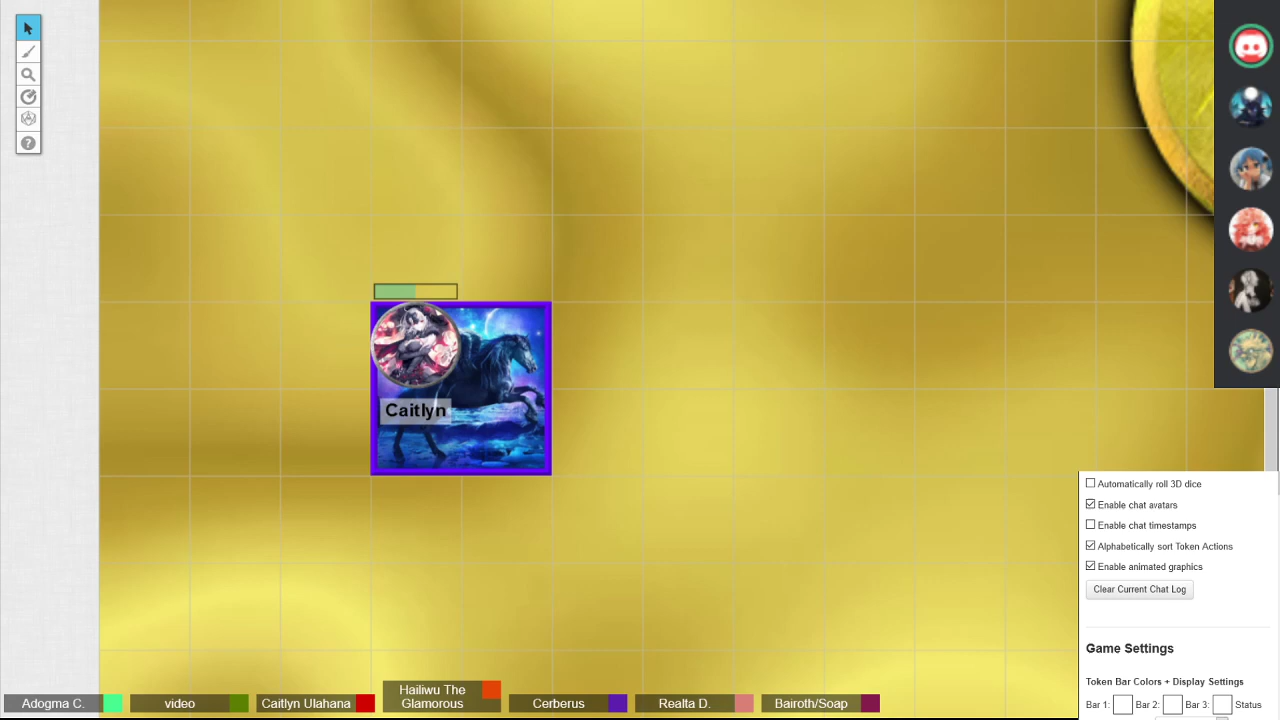 Caitlyn
Automatically roll 3D dice
Enable chat avatars
Enable chat timestamps
Alphabetically sort Token Actions
Enable animated graphics
Clear Current Chat Log
Game Settings
Token Bar Colors + Display Settings
Bar 1: Bar 2: Bar 3: Status
Adogma C.
video
Caitlyn Ulahana
Hailiwu The
Glamorous
Cerberus
Realta D.
Bairoth/Soap